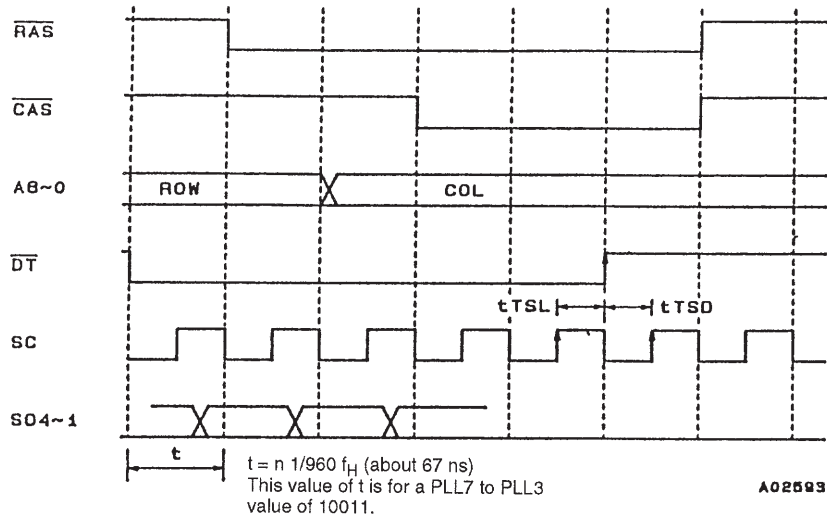 RAS
CAS
A8~0
ROW
COL
DT
tTSL
tTSD
SC
SO4~1
t
t = n 1/960 fH (about 67 ns)
This value of t is for a PLL7 to PLL3
value of 10011.
A02593